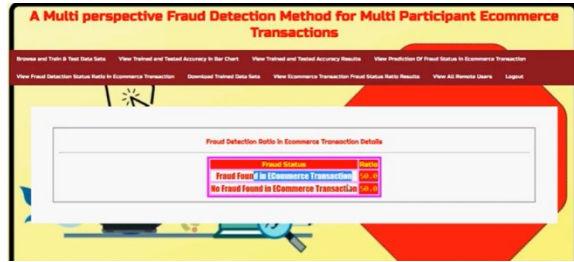 A Multi perspective Fraud Detection Method for Multi Participant Ecommerce
Transactions
Browse and Train & Test Data Sets View Trained and Tested Accuracy in Bar Chart View Trained and Tested Accuracy Results View Prediction Of Fraud Status in Ecommerce Transaction
View Fraud Detection Status Ratio in Ecommerce Transaction Download Trained Data Sets View Ecommerce Transaction Fraud Status Ratio Results View All Remote Users Logout
Fraud Detection Ratio in Ecommerce Transaction Details
Fraud Status Ratio
Fraud Found in ECommerce Transaction 50.0
No Fraud Found in ECommerce Transaction 50.0